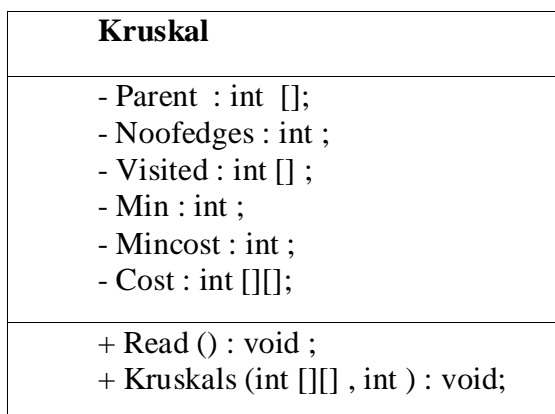 Kruskal
- Parent : int [];
- Noofedges : int ;
- Visited : int [] ;
- Min : int ;
- Mincost : int ;
- Cost : int [][];
+ Read () : void ;
+ Kruskals (int [][] , int ) : void;